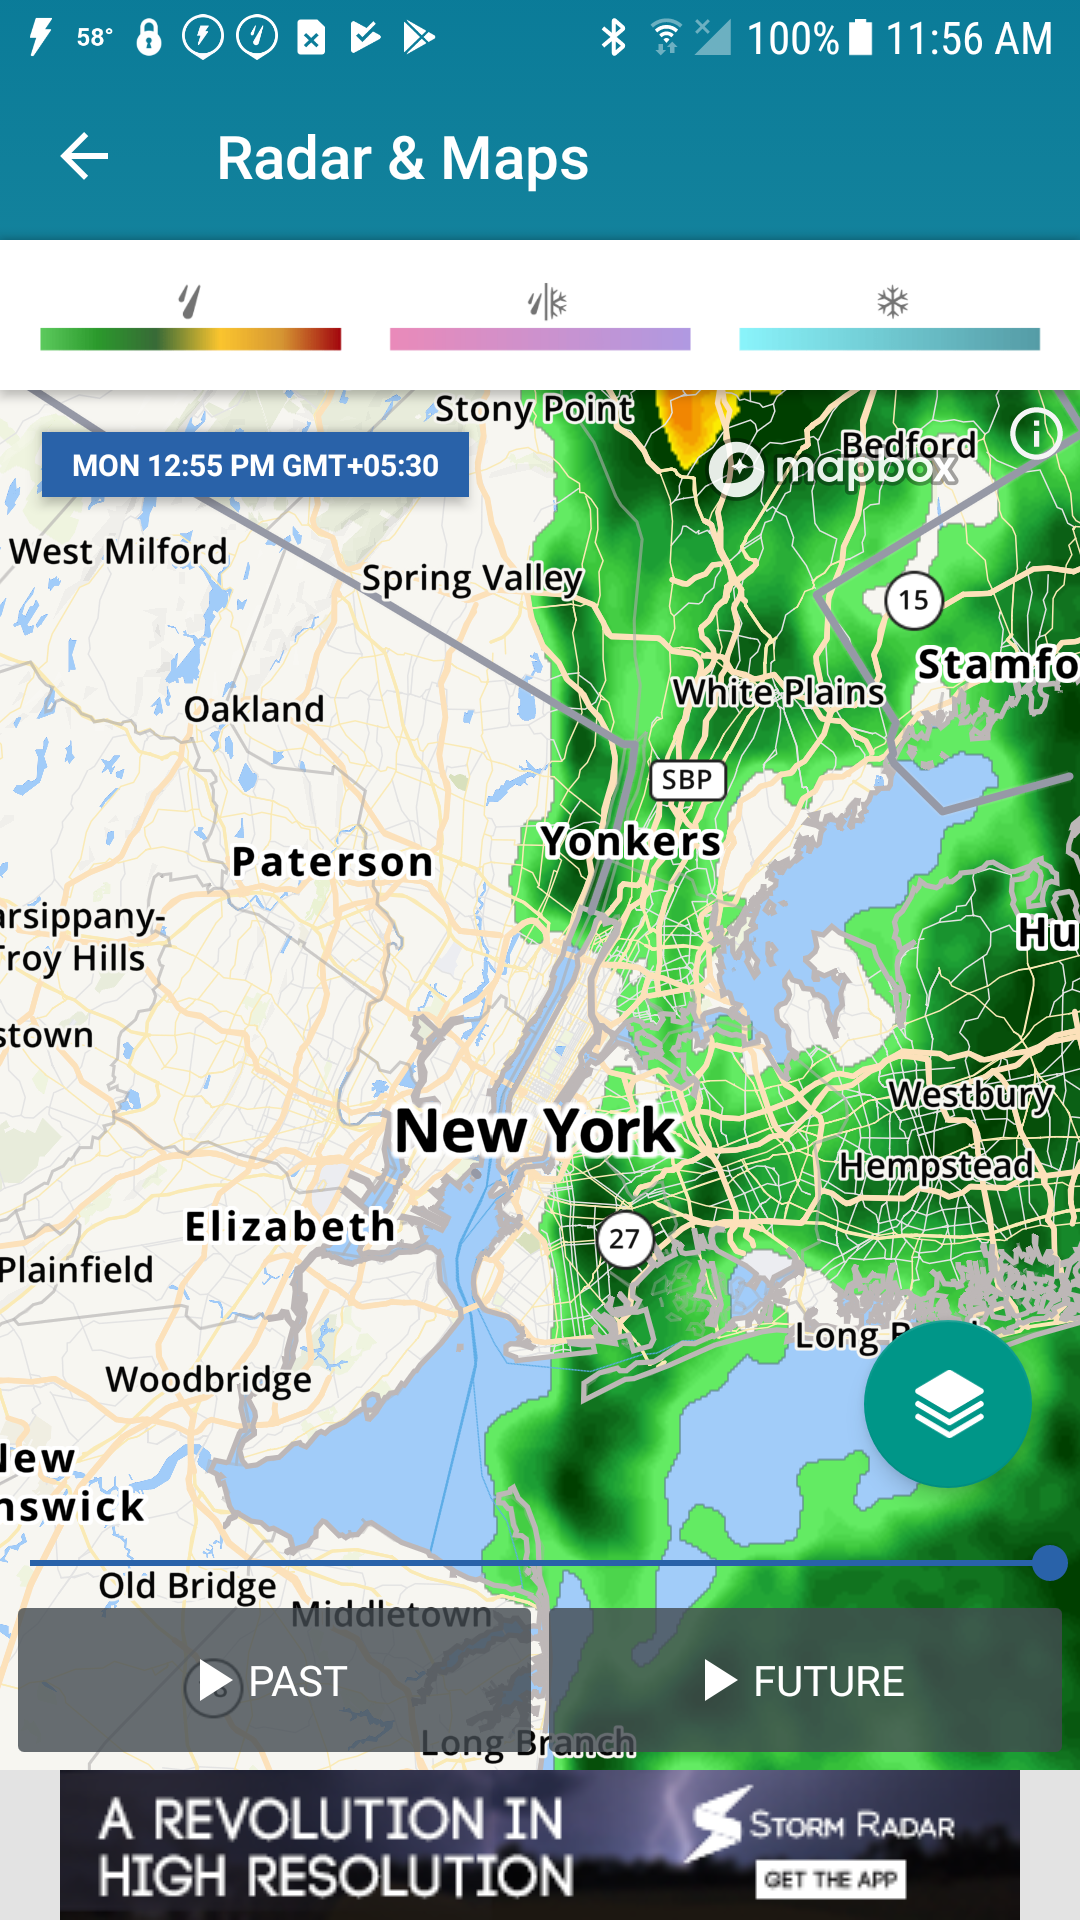 58°
100%
11:56 AM
Radar & Maps
Stony Point
Bedford
mapbox
MON 12:55 PM GMT+05:30
West Milford
Spring Valley
15
Stamfo
White Plains
Oakland
SBP
Yonkers
Paterson
arsippany-
Troy Hills
Hu
stown
Westbury
New York
Hempstead
Elizabeth
27
Plainfield
Long B
Woodbridge
New
nswick
Old Bridge
Middletown
PAST
FUTURE
Long Branch
A REVOLUTION IN
HIGH RESOLUTION
STORM RADAR
GET THE APP